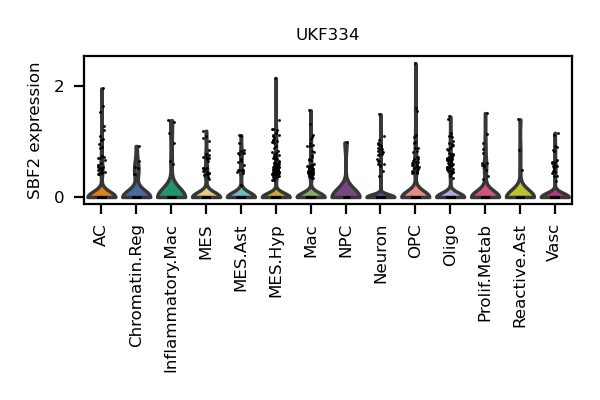 UKF334
SBF2 expression
2
0
AC
Chromatin.Reg
Inflammatory.Mac
MES
MES.Ast
MES.Hyp
Mac
NPC
Neuron
OPC
Oligo
Prolif.Metab
Reactive.Ast
Vasc